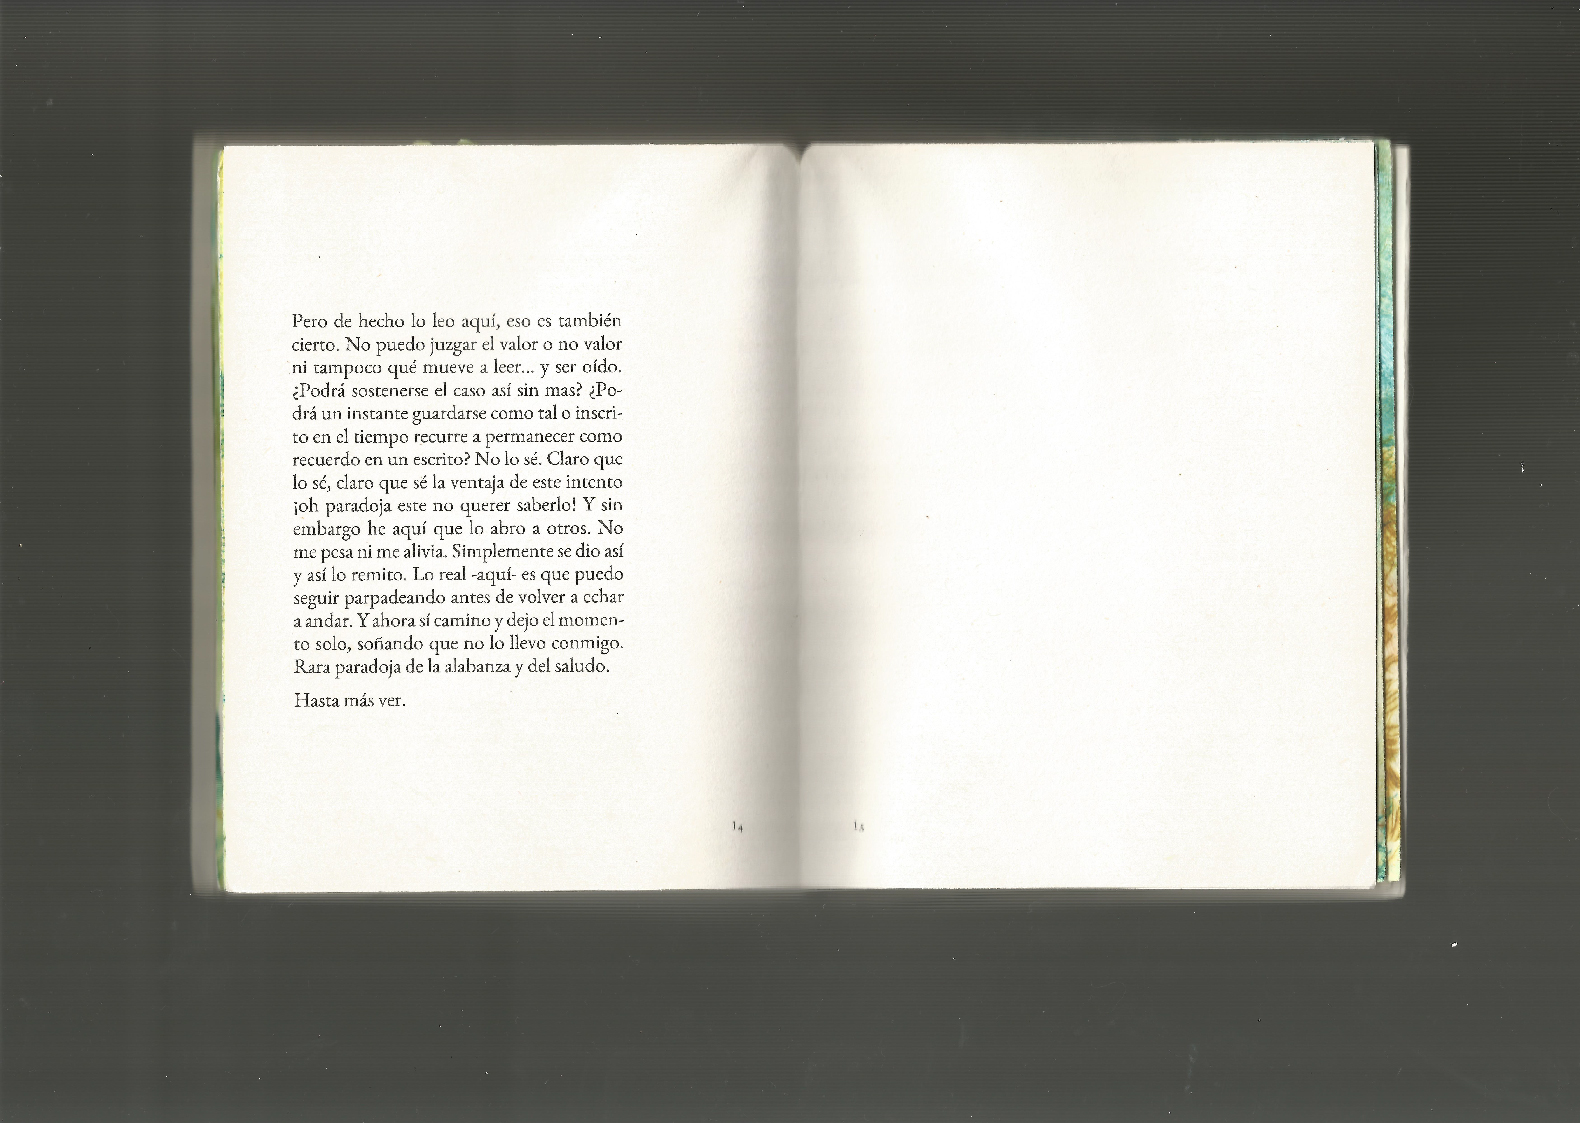 Pero de hecho lo leo aquí, eso es también
cierto. No puedo juzgar el valor o no valor
ni tampoco qué mueve a leer... y ser oído.
¿Podrá sostenerse el caso así sin mas? ¿Po-
drá un instante guardarse como tal o inscri-
to en el tiempo recurre a permanecer como
recuerdo en un escrito? No lo sé. Claro que
lo sé, claro que sé la ventaja de este intento
¡oh paradoja este no querer saberlo! Y sin
embargo he aquí que lo abro a otros. No
me pesa ni me alivia. Simplemente se dio así
y así lo remito. Lo real -aquí- es que puedo
seguir parpadeando antes de volver a echar
a andar. Y ahora sí camino y dejo el momen-
to solo, soñando que no lo llevo conmigo.
Rara paradoja de la alabanza y del saludo.
Hasta más ver.
14
15